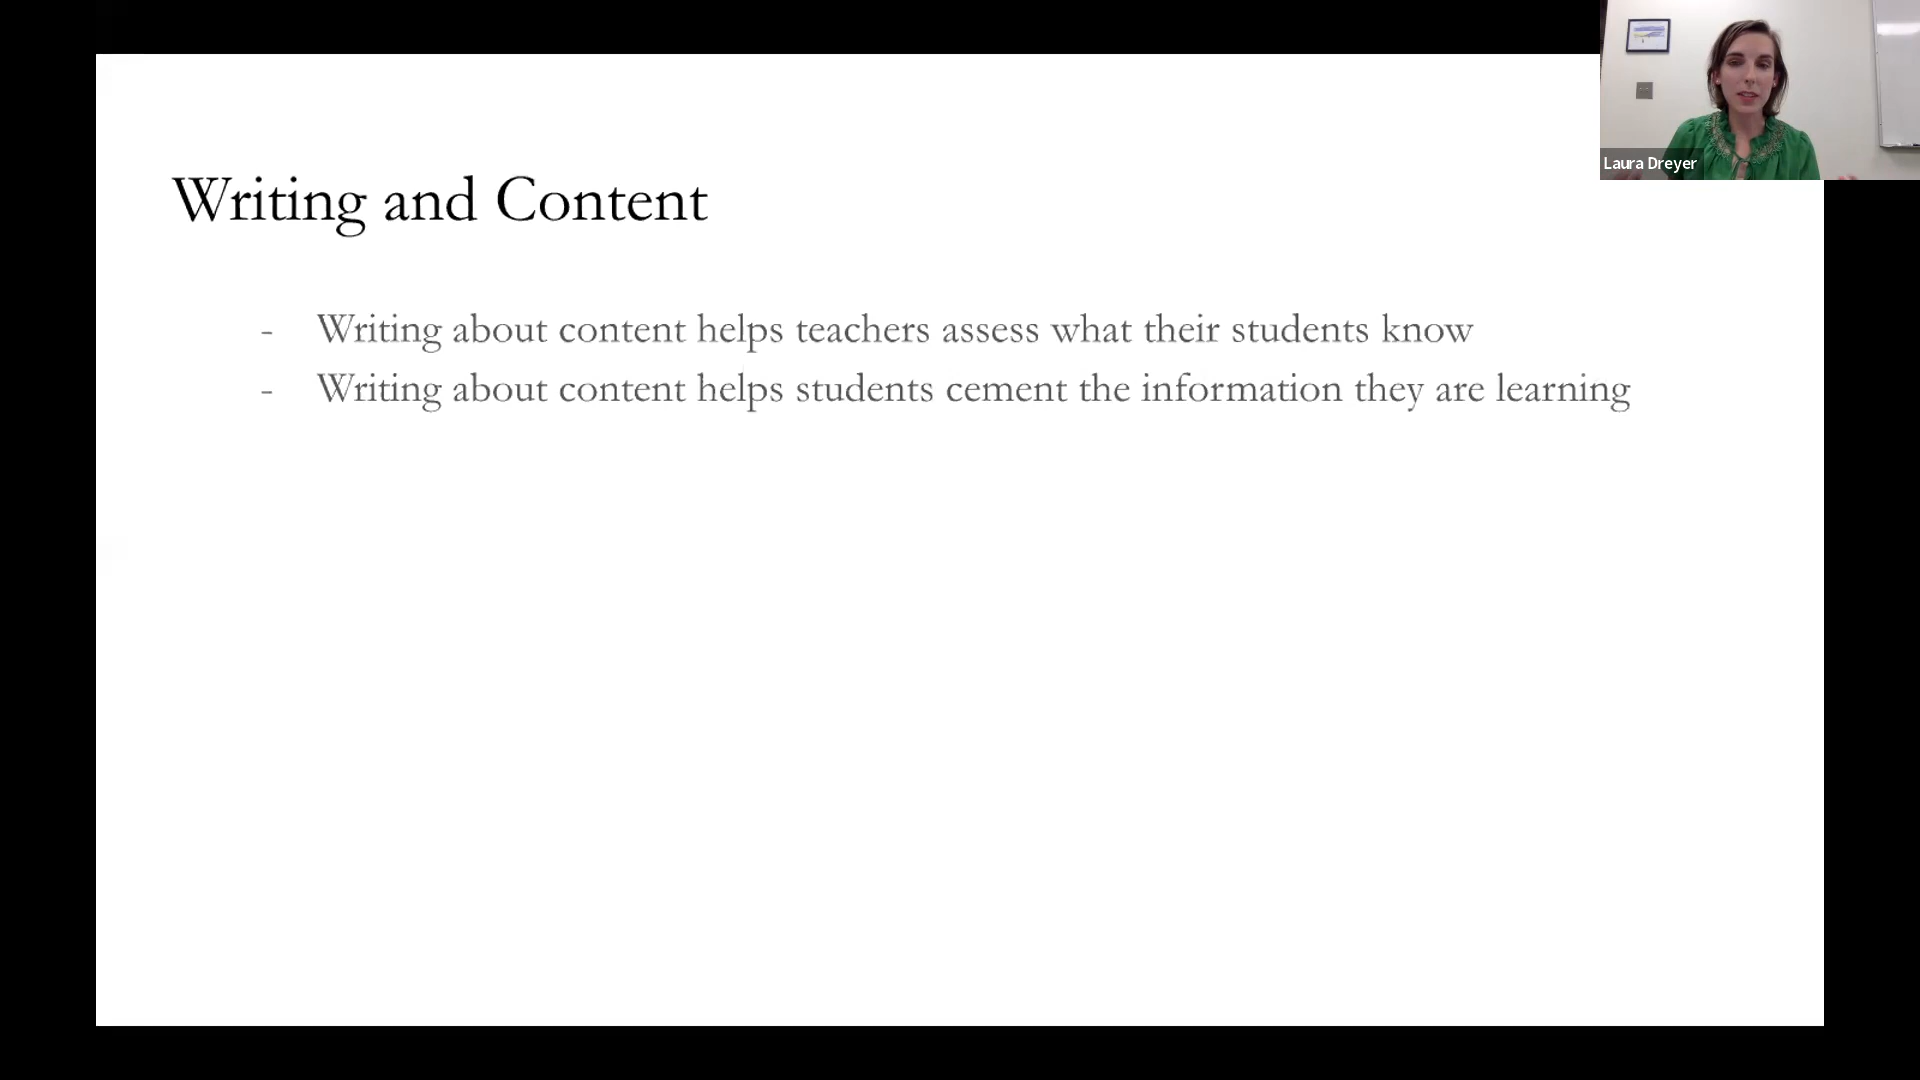 Writing and Content
- Writing about content helps teachers assess what their students know
- Writing about content helps students cement the information they are learning
Laura Dreyer